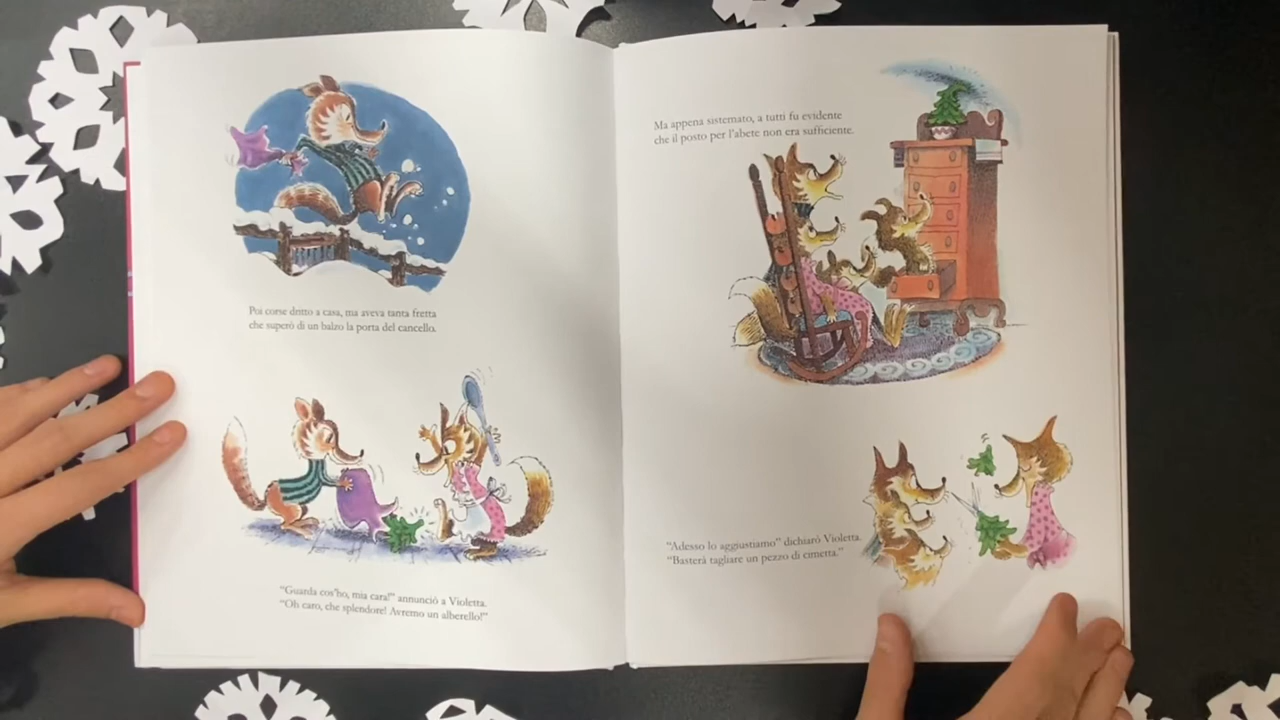 Poi corse dritto a casa, ma aveva tanta fretta
che superò di un balzo la porta del cancello.
"Guarda cos'ho, mia cara!" annunciò a Violetta.
"Oh caro, che splendore! Avremo un alberello!"
Ma appena sistemato, a tutti fu evidente
che il posto per l'abete non era sufficiente.
"Adesso lo aggiustiamo" dichiarò Violetta.
"Basterà tagliare un pezzo di cimetta."